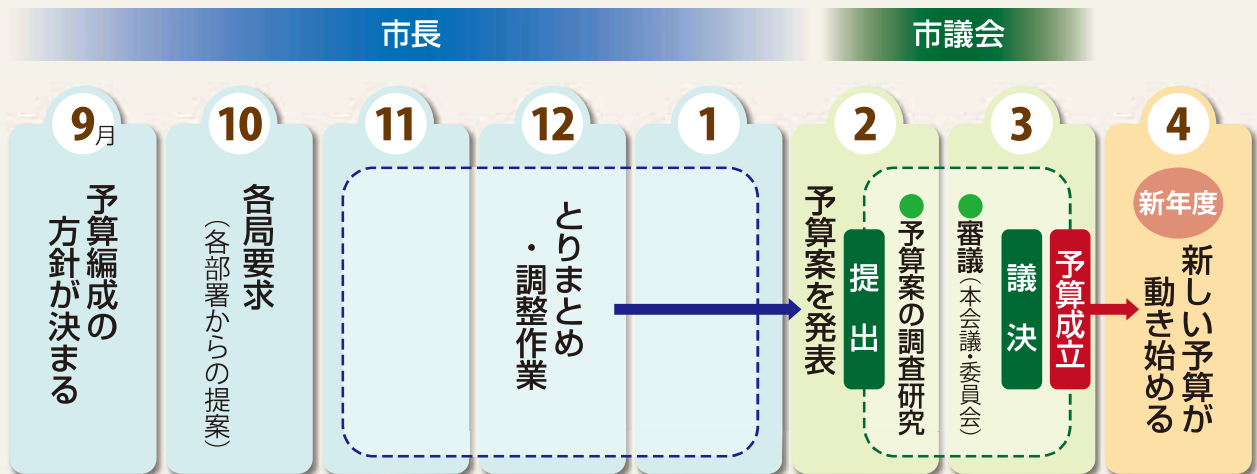 市長
市議会
9月
予算編成の
方針が決まる
10
各局要求
（各部署からの提案）
11
12
1
とりまとめ
・調整作業
2
予算案を発表
提出
●予算案の調査研究
3
●審議（本会議・委員会）
議決
予算成立
4
新年度
新しい予算が
動き始める